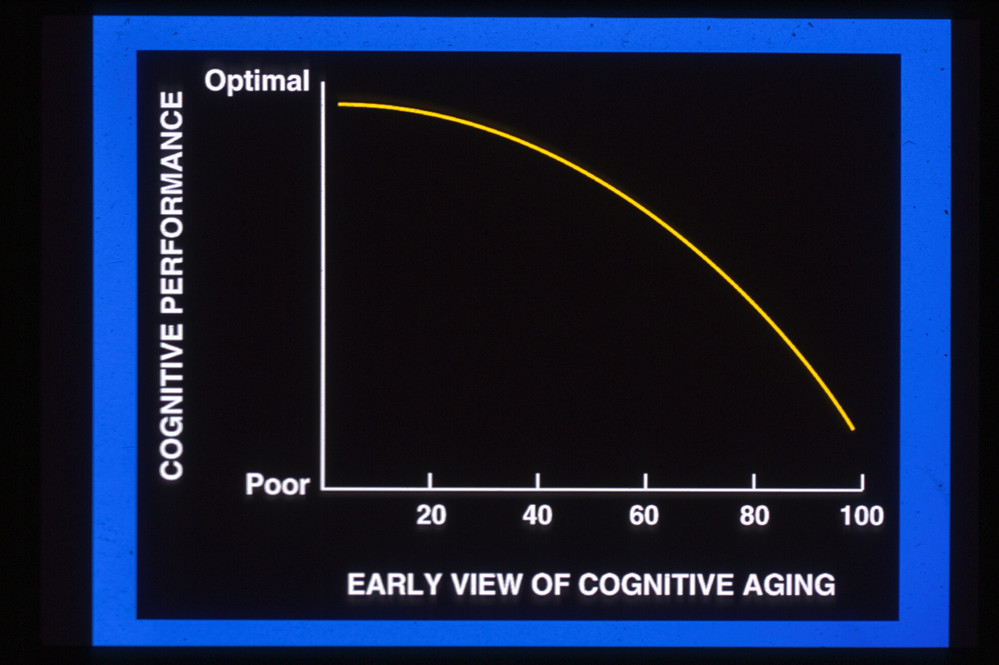 Optimal
COGNITIVE PERFORMANCE
Poor
20 40 60 80 100
EARLY VIEW OF COGNITIVE AGING